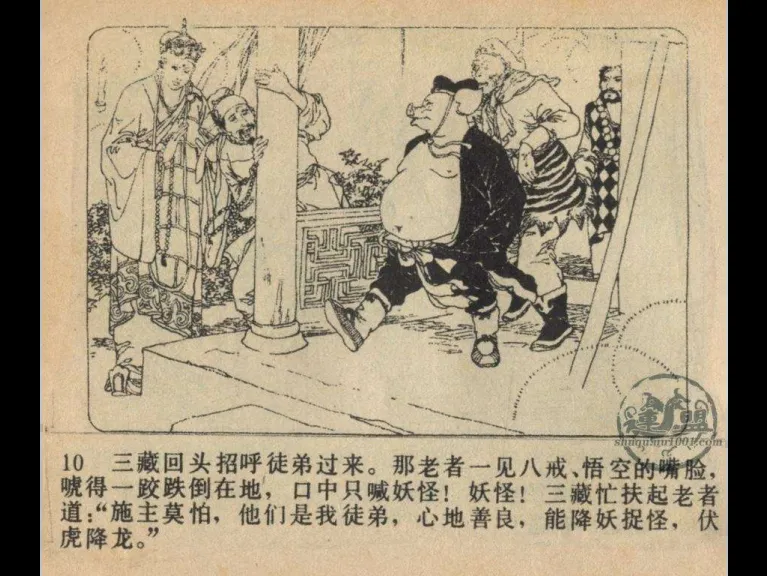 運盟
shuqumi1001.com
10 三藏回头招呼徒弟过来。那老者一见八戒、悟空的嘴脸,
唬得一跤跌倒在地，口中只喊妖怪！妖怪！三藏忙扶起老者
道：“施主莫怕，他们是我徒弟，心地善良，能降妖捉怪，伏
虎降龙。”